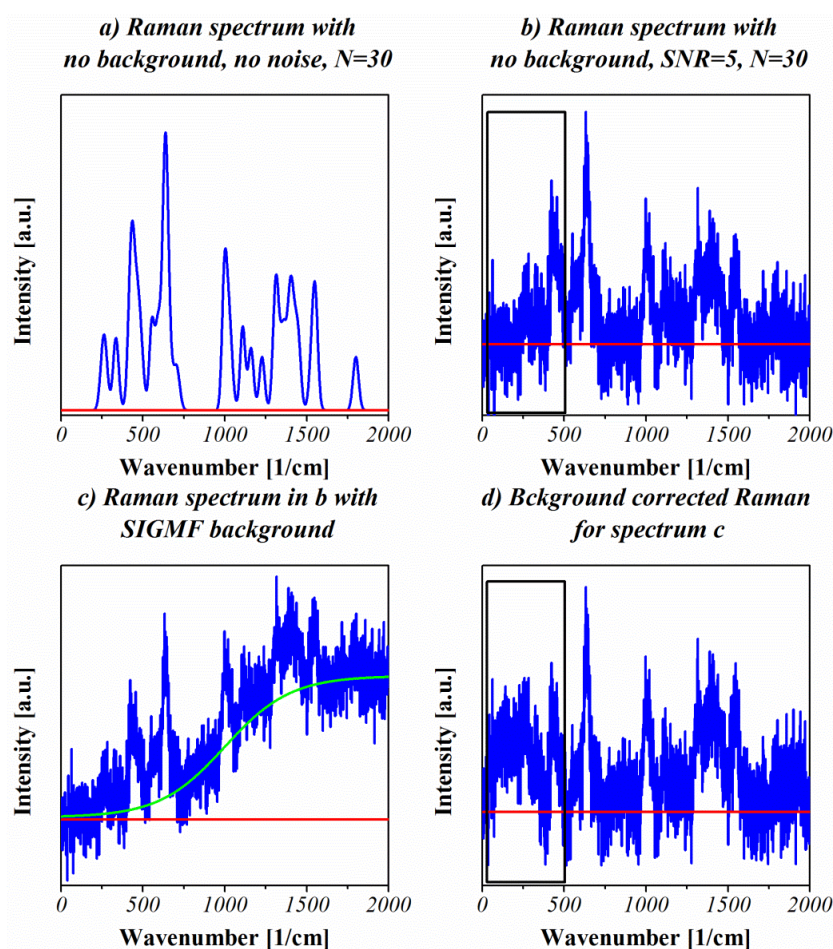 a) Raman spectrum with
no background, no noise, N=30
Intensity [a.u.]
0 500 1000 1500 2000
Wavenumber [1/cm]
b) Raman spectrum with
no background, SNR=5, N=30
Intensity [a.u.]
0 500 1000 1500 2000
Wavenumber [1/cm]
c) Raman spectrum in b with
SIGMF background
Intensity [a.u.]
0 500 1000 1500 2000
Wavenumber [1/cm]
d) Bckground corrected Raman
for spectrum c
Intensity [a.u.]
0 500 1000 1500 2000
Wavenumber [1/cm]